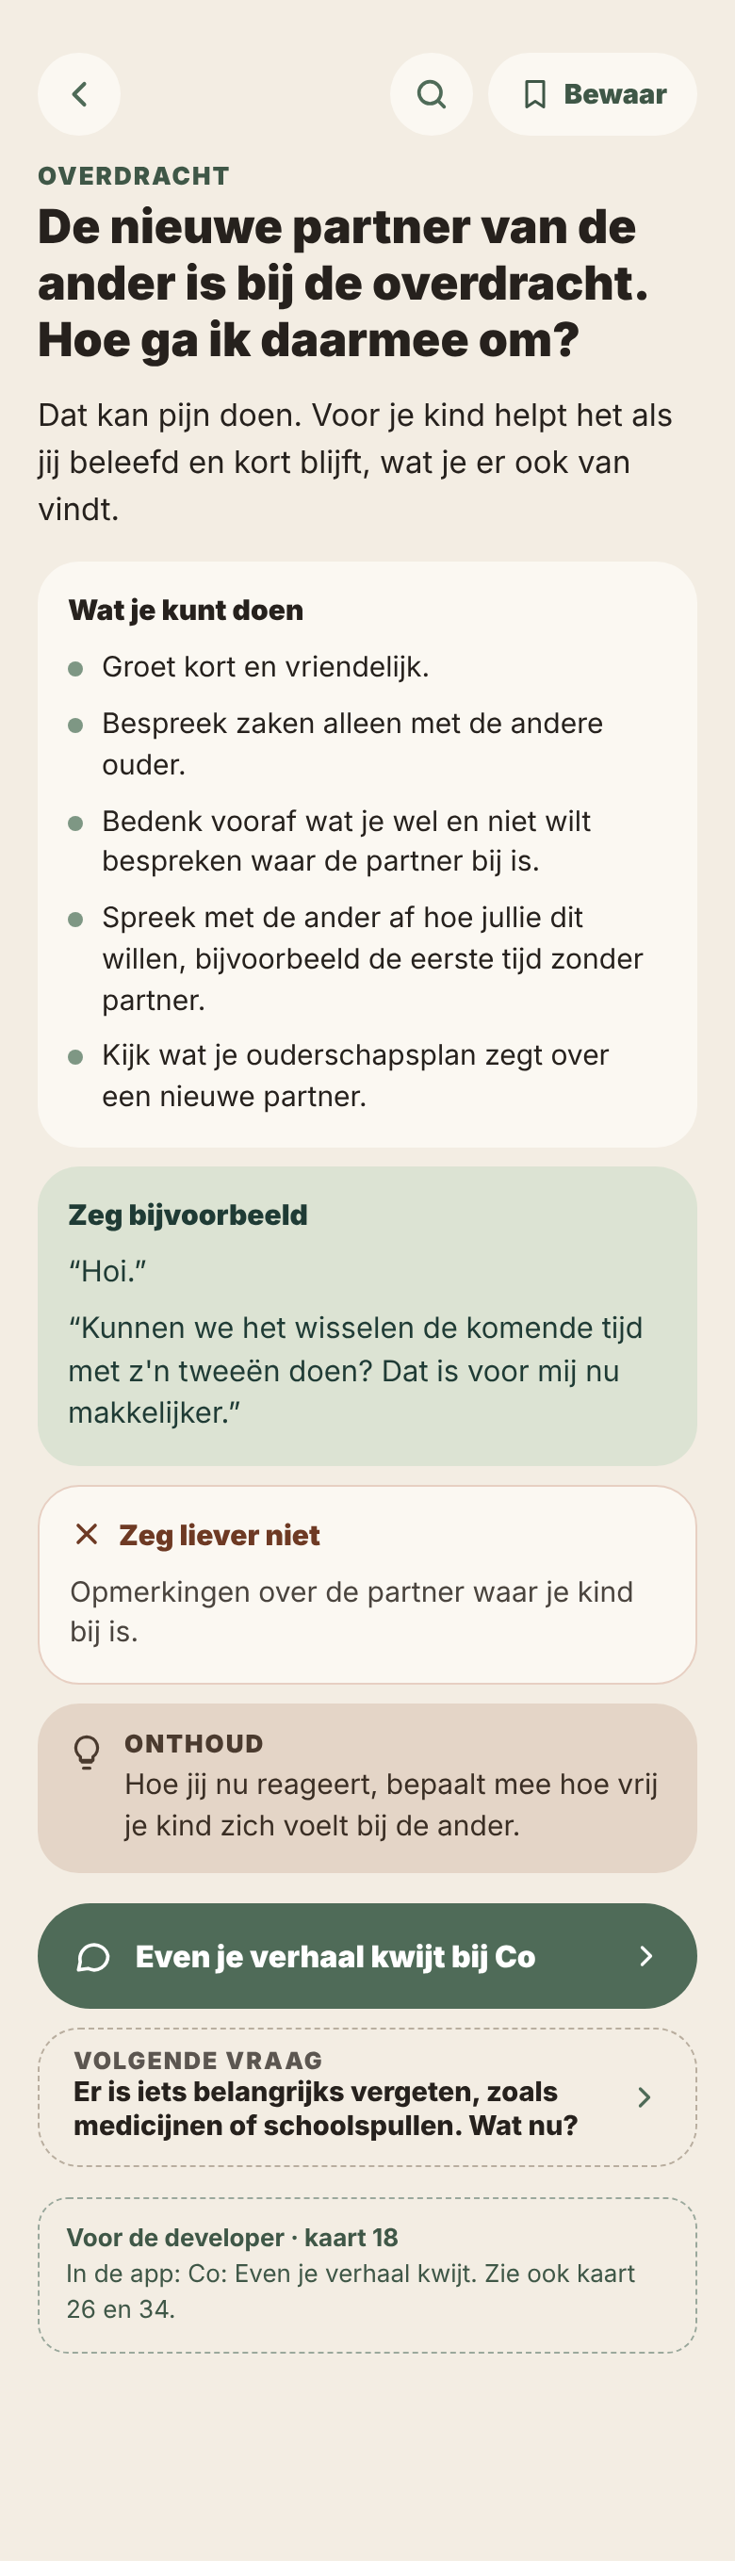 Bewaar
OVERDRACHT
De nieuwe partner van de
ander is bij de overdracht.
Hoe ga ik daarmee om?
Dat kan pijn doen. Voor je kind helpt het als
jij beleefd en kort blijft, wat je er ook van
vindt.
Wat je kunt doen
Groet kort en vriendelijk.
Bespreek zaken alleen met de andere
ouder.
Bedenk vooraf wat je wel en niet wilt
bespreken waar de partner bij is.
Spreek met de ander af hoe jullie dit
willen, bijvoorbeeld de eerste tijd zonder
partner.
Kijk wat je ouderschapsplan zegt over
een nieuwe partner.
Zeg bijvoorbeeld
“Hoi.”
“Kunnen we het wisselen de komende tijd
met z'n tweeën doen? Dat is voor mij nu
makkelijker.”
Zeg liever niet
Opmerkingen over de partner waar je kind
bij is.
ONTHOUD
Hoe jij nu reageert, bepaalt mee hoe vrij
je kind zich voelt bij de ander.
Even je verhaal kwijt bij Co
VOLGENDE VRAAG
Er is iets belangrijks vergeten, zoals
medicijnen of schoolspullen. Wat nu?
Voor de developer · kaart 18
In de app: Co: Even je verhaal kwijt. Zie ook kaart
26 en 34.